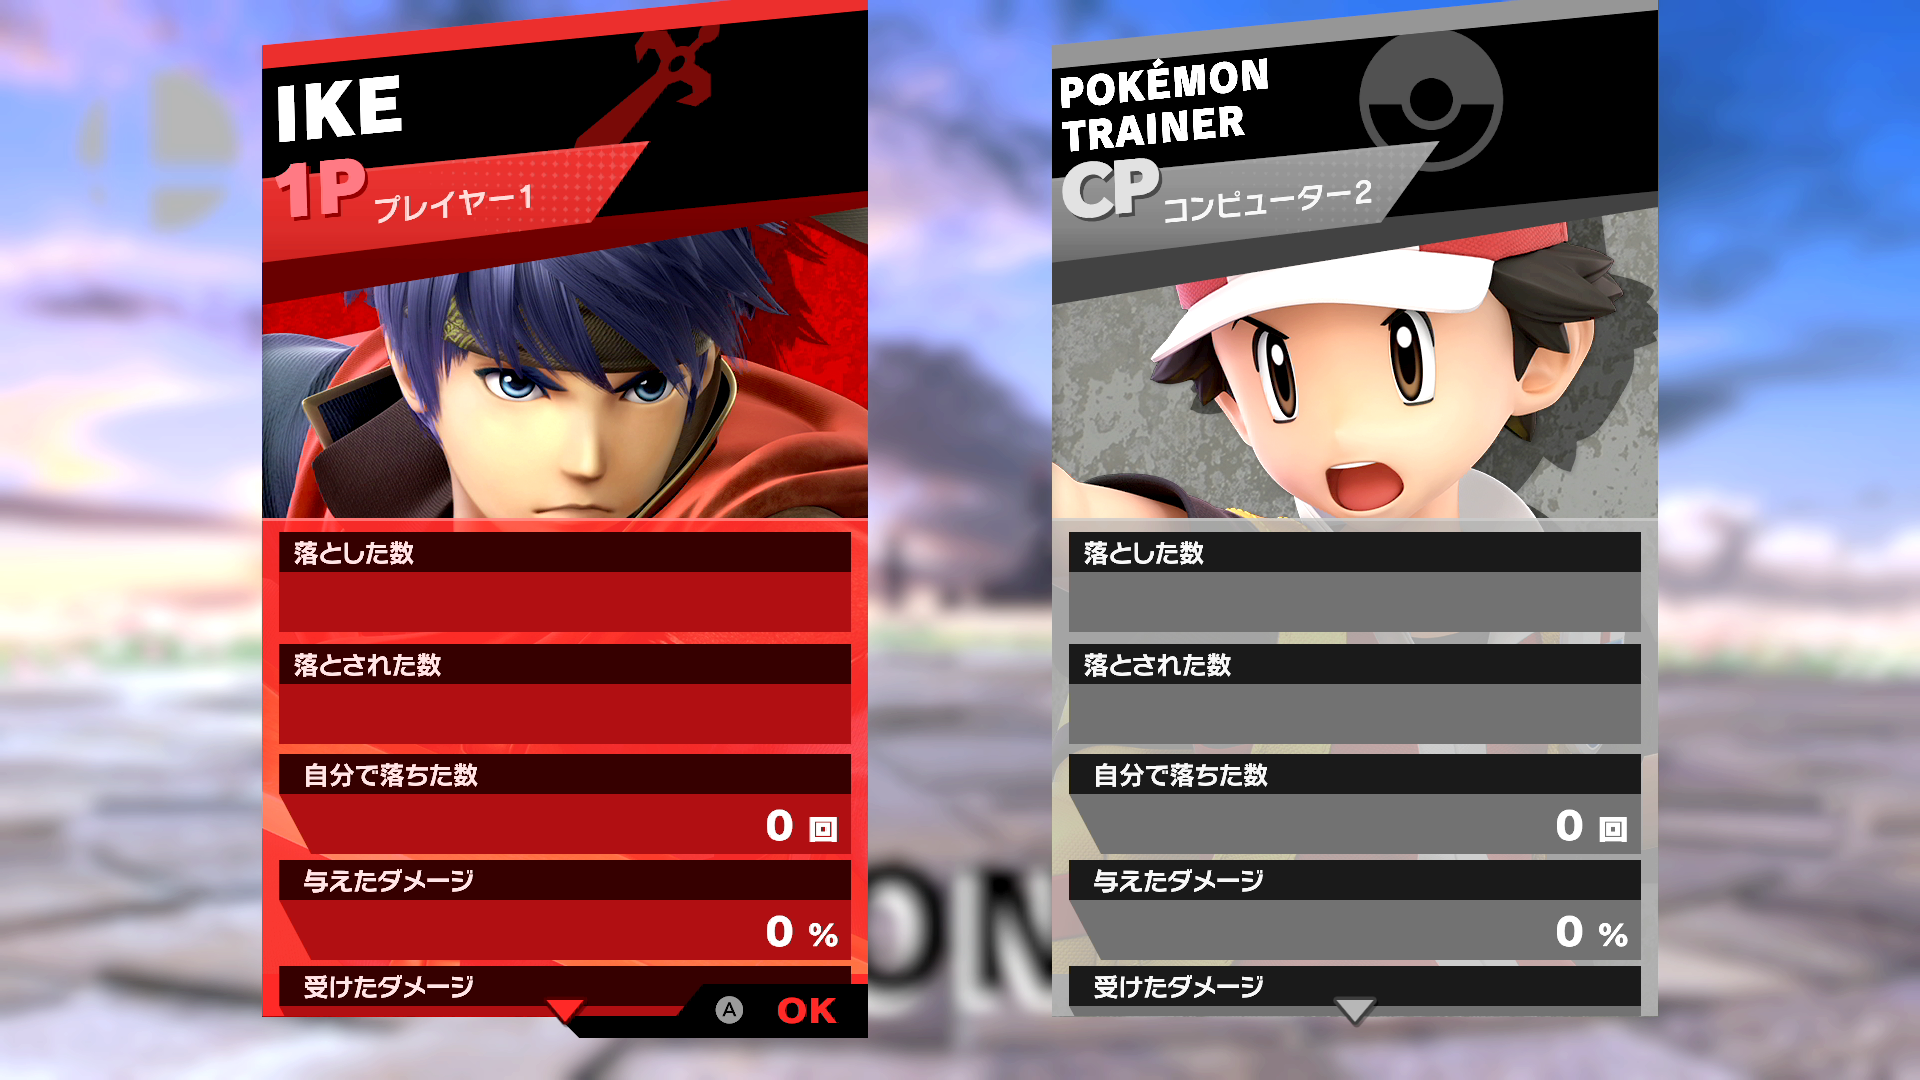 IKE
1P プレイヤー1
落とした数
落とされた数
自分で落ちた数
0 回
与えたダメージ
0 %
受けたダメージ
A OK
POKÉMON
TRAINER
CP コンピューター2
落とした数
落とされた数
自分で落ちた数
0 回
与えたダメージ
0 %
受けたダメージ
ON